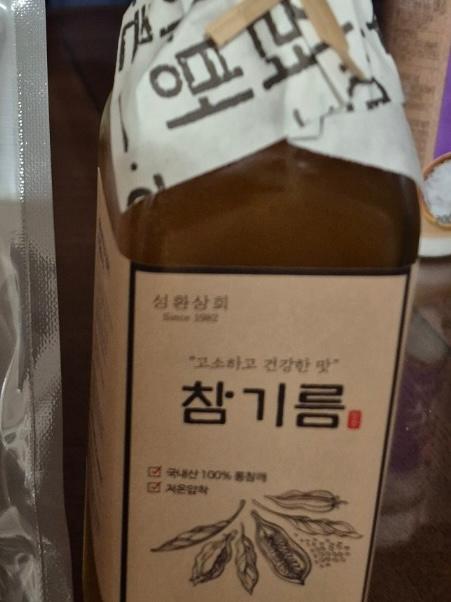 성환상회
Since 1982
"고소하고 건강한 맛"
참기름
국내산 100% 통참깨
저온압착